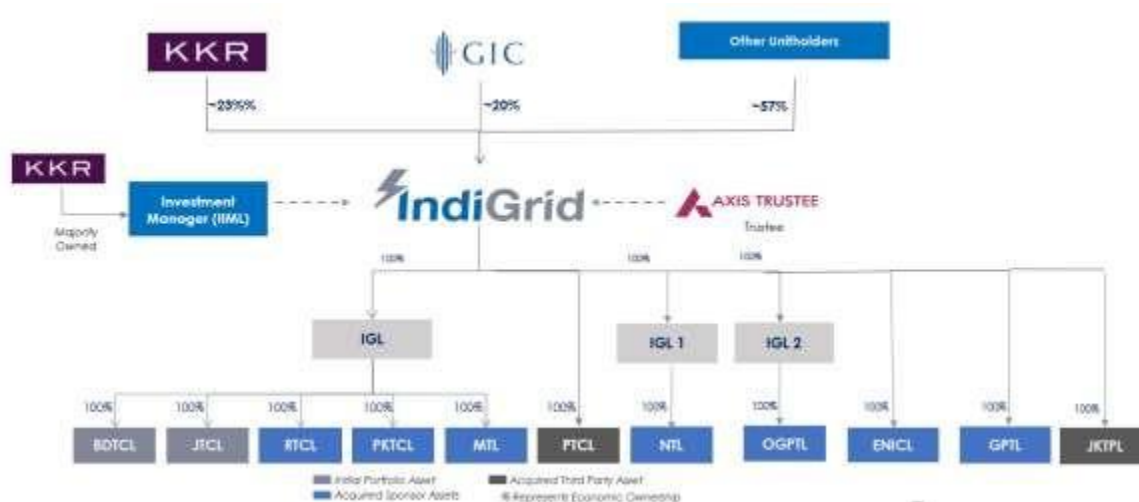 KKR
GIC
Other Unitholders
~23%%
~20%
~57%
KKR
Majority
Owned
Investment
Manager (IIML)
IndiGrid
AXIS TRUSTEE
Trustee
100%
100%
100%
IGL
IGL 1
IGL 2
100%
100%
100%
100%
100%
100%
100%
100%
100%
100%
100%
BDTCL
JTCL
RTCL
PKTCL
MTL
PTCL
NTL
OGPTL
ENICL
GPTL
JKTPL
Initial Portfolio Asset
Acquired Third Party Asset
Acquired Sponsor Assets
% Represents Economic Ownership